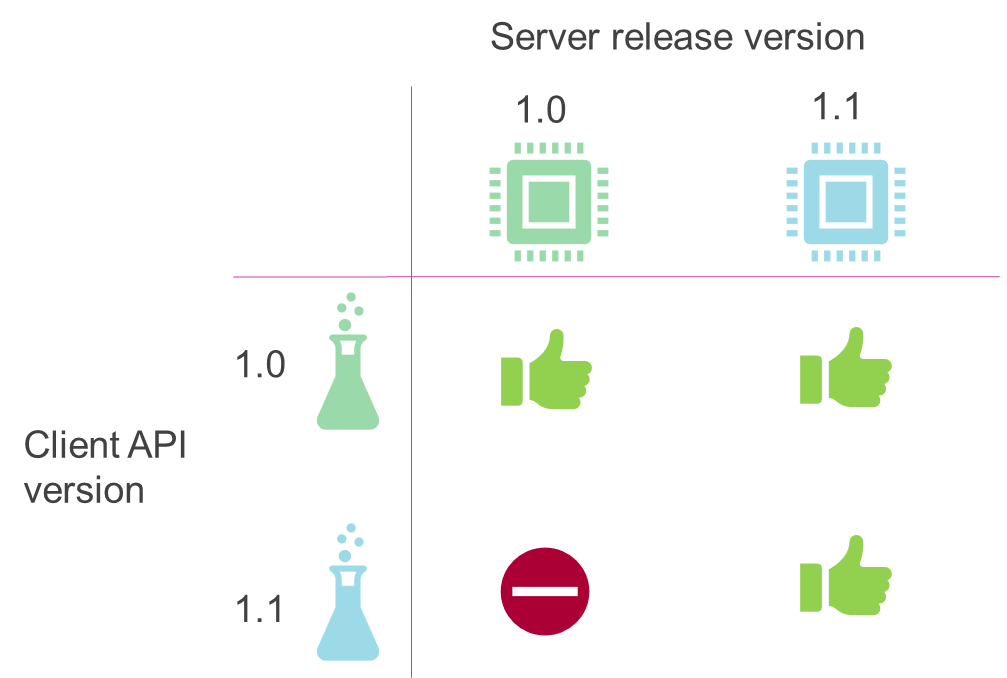 Server release version
1.0
1.1
1.0
Client API
version
1.1